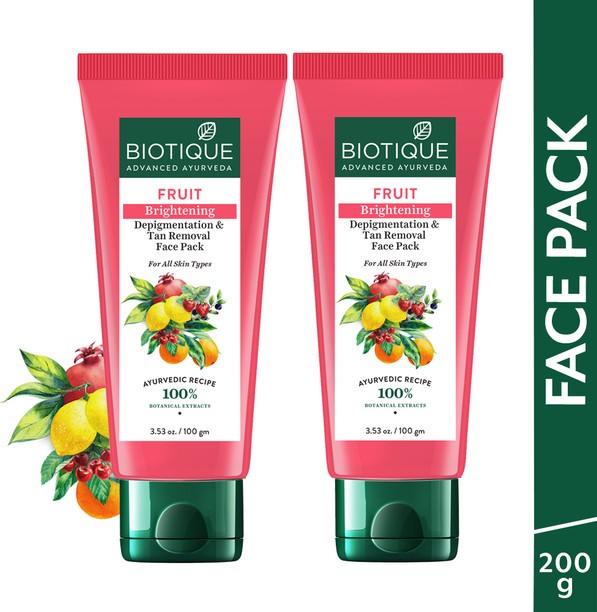 BIOTIQUE
ADVANCED AYURVEDA
FRUIT
Brightening
Depigmentation &
Tan Removal
Face Pack
For All Skin Types
AYURVEDIC RECIPE
100%
BOTANICAL EXTRACTS
3.53 oz. / 100 gm
BIOTIQUE
ADVANCED AYURVEDA
FRUIT
Brightening
Depigmentation &
Tan Removal
Face Pack
For All Skin Types
AYURVEDIC RECIPE
100%
BOTANICAL EXTRACTS
3.53 oz. / 100 gm
FACE PACK
200
g